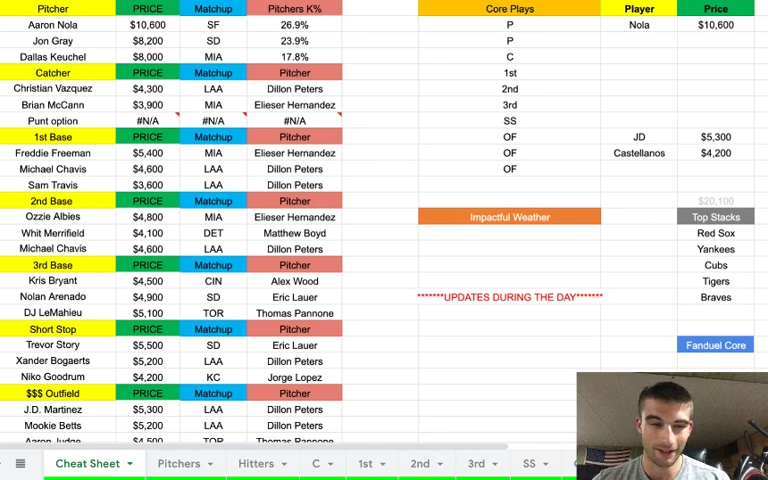 Pitcher PRICE Matchup Pitchers K% Core Plays Player Price
Aaron Nola $10,600 SF 26.9% P Nola $10,600
Jon Gray $8,200 SD 23.9% P
Dallas Keuchel $8,000 MIA 17.8% C
Catcher PRICE Matchup Pitcher 1st
Christian Vazquez $4,300 LAA Dillon Peters 2nd
Brian McCann $3,900 MIA Elieser Hernandez 3rd
Punt option #N/A #N/A #N/A SS
1st Base PRICE Matchup Pitcher OF JD $5,300
Freddie Freeman $5,400 MIA Elieser Hernandez OF Castellanos $4,200
Michael Chavis $4,600 LAA Dillon Peters OF
Sam Travis $3,600 LAA Dillon Peters
2nd Base PRICE Matchup Pitcher $20,100
Ozzie Albies $4,800 MIA Elieser Hernandez Impactful Weather Top Stacks
Whit Merrifield $4,100 DET Matthew Boyd Red Sox
Michael Chavis $4,600 LAA Dillon Peters Yankees
3rd Base PRICE Matchup Pitcher Cubs
Kris Bryant $4,500 CIN Alex Wood Tigers
Nolan Arenado $4,900 SD Eric Lauer *******UPDATES DURING THE DAY******* Braves
DJ LeMahieu $5,100 TOR Thomas Pannone
Short Stop PRICE Matchup Pitcher
Trevor Story $5,500 SD Eric Lauer Fanduel Core
Xander Bogaerts $5,200 LAA Dillon Peters
Niko Goodrum $4,200 KC Jorge Lopez
$$$ Outfield PRICE Matchup Pitcher
J.D. Martinez $5,300 LAA Dillon Peters
Mookie Betts $5,200 LAA Dillon Peters
Aaron Judge $4,500 TOR Thomas Pannone
Cheat Sheet Pitchers Hitters C 1st 2nd 3rd SS